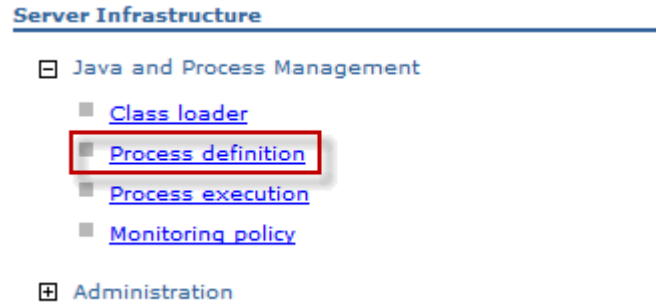 Server Infrastructure
Java and Process Management
Class loader
Process definition
Process execution
Monitoring policy
Administration